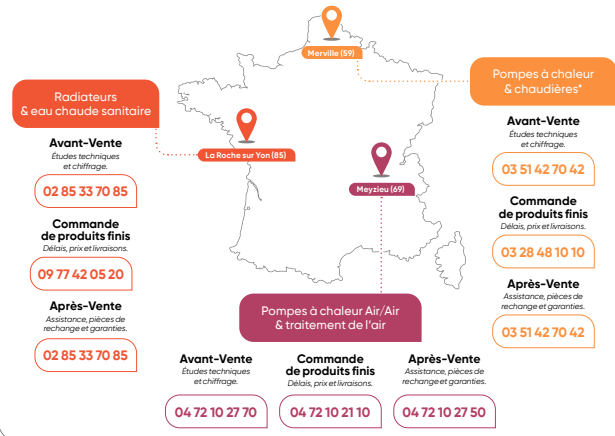 Merville (59)
Radiateurs
& eau chaude sanitaire
Avant-Vente
Études techniques
et chiffrage.
02 85 33 70 85
Commande
de produits finis
Délais, prix et livraisons.
09 77 42 05 20
Après-Vente
Assistance, pièces de
rechange et garanties.
02 85 33 70 85
La Roche sur Yon (85)
Meyzieu (69)
Pompes à chaleur
& chaudières*
Avant-Vente
Études techniques
et chiffrage.
03 51 42 70 42
Commande
de produits finis
Délais, prix et livraisons.
03 28 48 10 10
Après-Vente
Assistance, pièces de
rechange et garanties.
03 51 42 70 42
Pompes à chaleur Air/Air
& traitement de l'air
Avant-Vente
Études techniques
et chiffrage.
04 72 10 27 70
Commande
de produits finis
Délais, prix et livraisons.
04 72 10 21 10
Après-Vente
Assistance, pièces de
rechange et garanties.
04 72 10 27 50